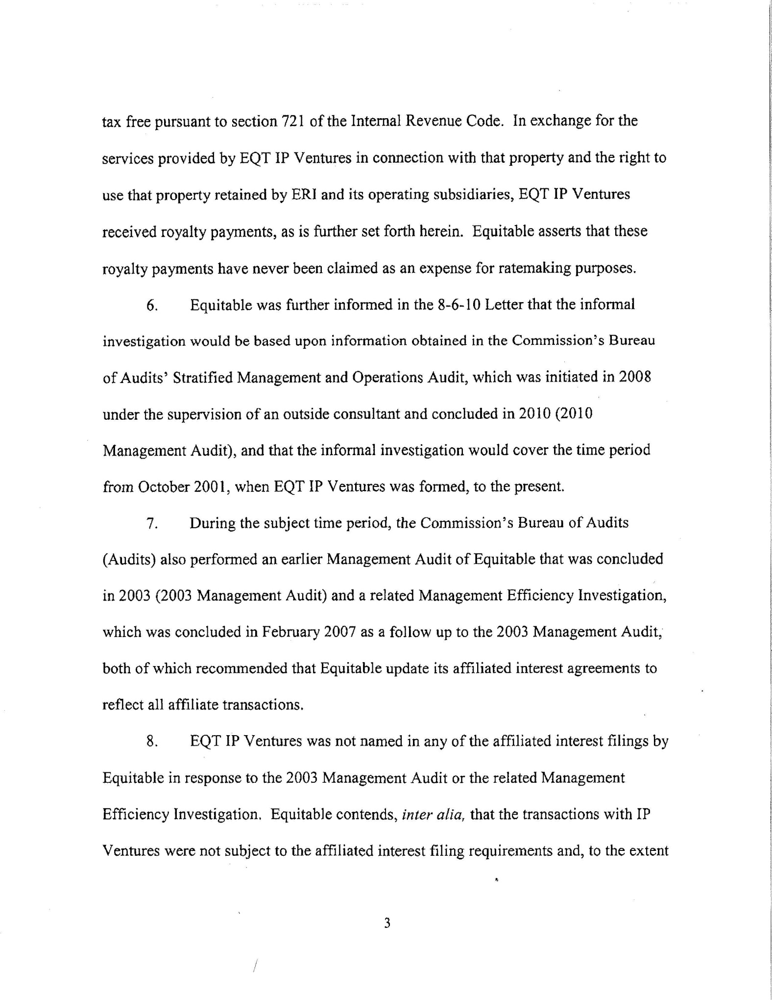 tax free pursuant to section 721 of the Internal Revenue Code. In exchange for the
services provided by EQT IP Ventures in connection with that property and the right to
use that property retained by ERI and its operating subsidiaries, EQT IP Ventures
received royalty payments, as is further set forth herein. Equitable asserts that these
royalty payments have never been claimed as an expense for ratemaking purposes.
6. Equitable was further informed in the 8-6-10 Letter that the informal
investigation would be based upon information obtained in the Commission's Bureau
of Audits' Stratified Management and Operations Audit, which was initiated in 2008
under the supervision of an outside consultant and concluded in 2010 (2010
Management Audit), and that the informal investigation would cover the time period
from October 2001, when EQT IP Ventures was formed, to the present.
7. During the subject time period, the Commission's Bureau of Audits
(Audits) also performed an earlier Management Audit of Equitable that was concluded
in 2003 (2003 Management Audit) and a related Management Efficiency Investigation,
which was concluded in February 2007 as a follow up to the 2003 Management Audit,
both of which recommended that Equitable update its affiliated interest agreements to
reflect all affiliate transactions.
8. EQT IP Ventures was not named in any of the affiliated interest filings by
Equitable in response to the 2003 Management Audit or the related Management
Efficiency Investigation. Equitable contends, inter alia, that the transactions with IP
Ventures were not subject to the affiliated interest filing requirements and, to the extent
3